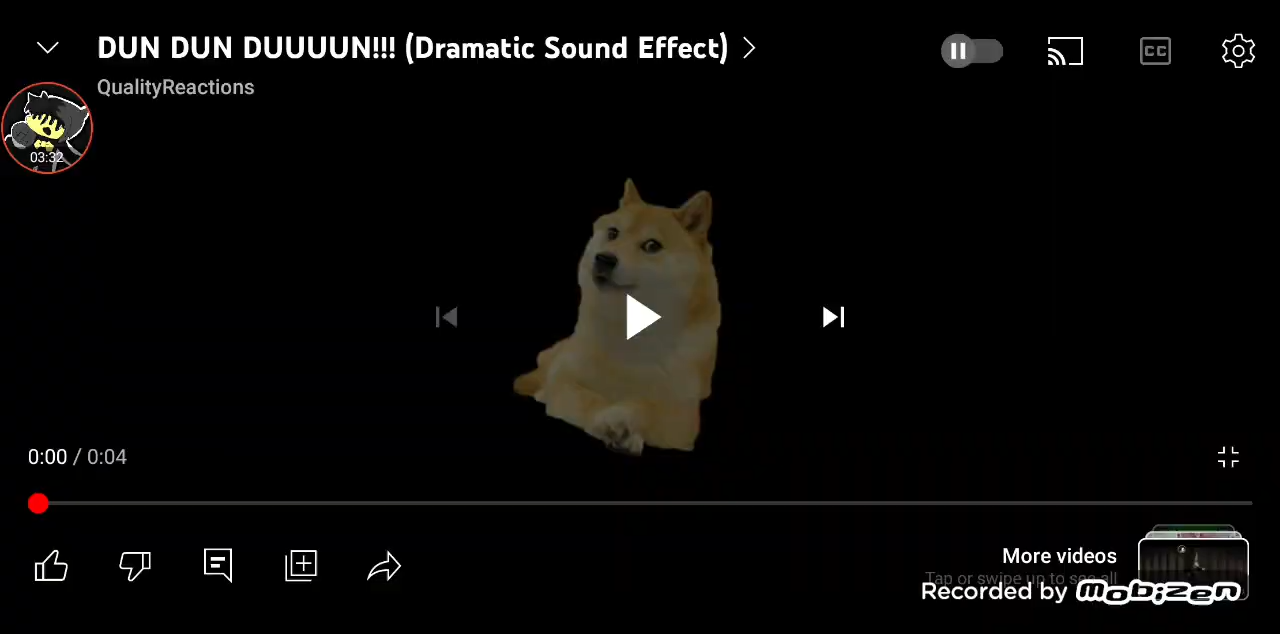 DUN DUN DUUUUN!!! (Dramatic Sound Effect)
QualityReactions
CC
03:32
0:00 / 0:04
More videos
Tap or swipe up to see all
Recorded by mobizen